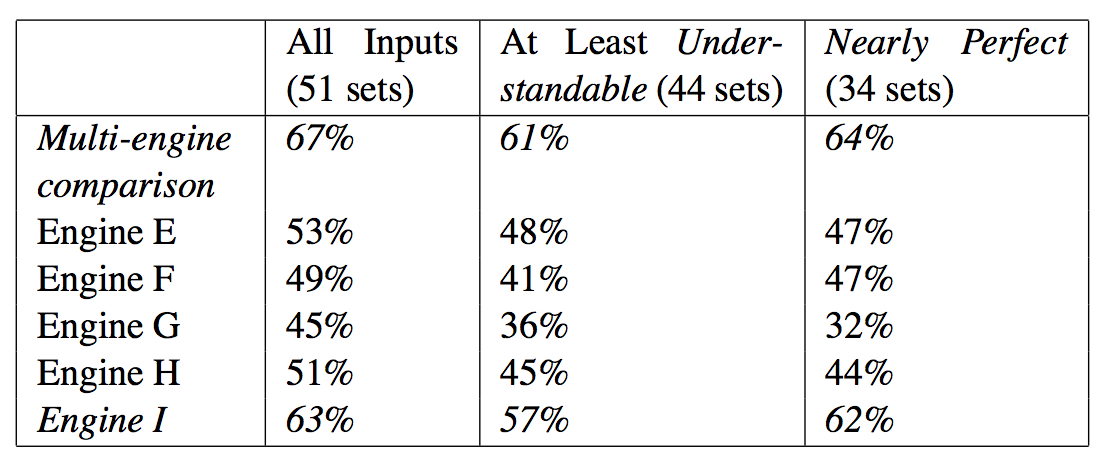 All Inputs At Least Under- Nearly Perfect
(51 sets) standable (44 sets) (34 sets)
Multi-engine 67% 61% 64%
comparison
Engine E 53% 48% 47%
Engine F 49% 41% 47%
Engine G 45% 36% 32%
Engine H 51% 45% 44%
Engine I 63% 57% 62%